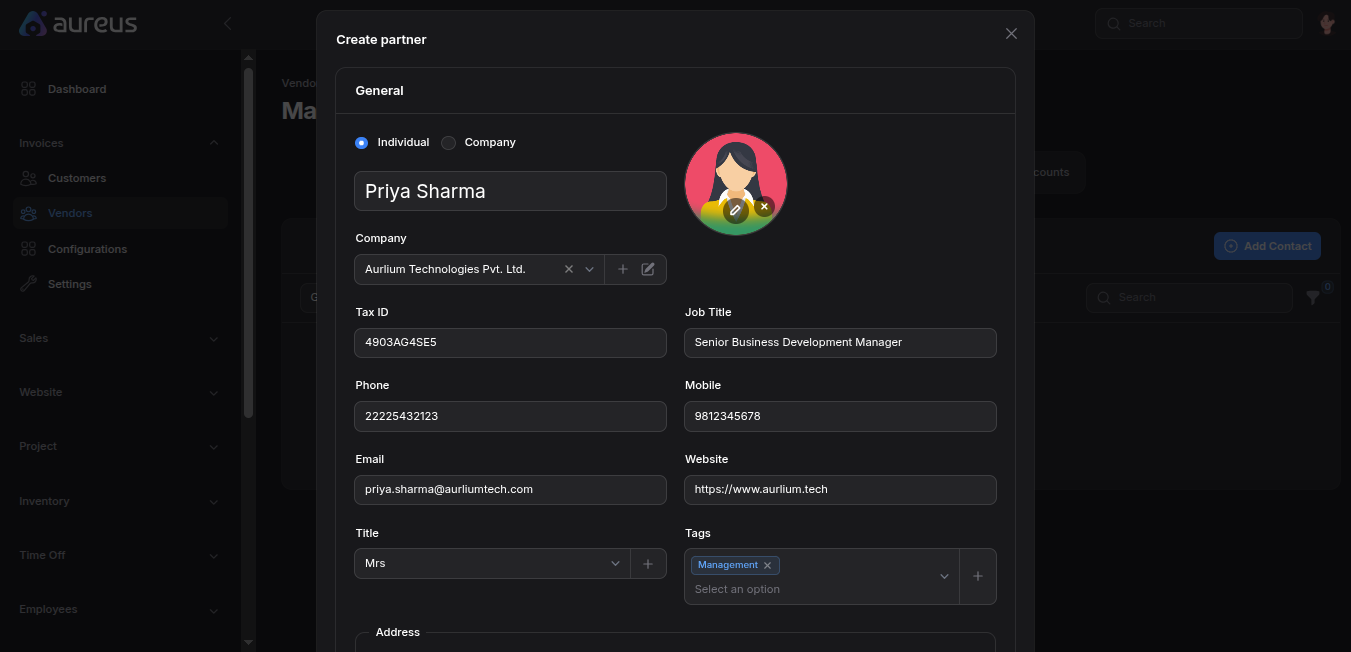 aureus
Search
Create partner
Dashboard
General
Vendo
Ma
Invoices
Individual
Company
Customers
Priya Sharma
counts
Vendors
Company
Add Contact
Configurations
Aurlium Technologies Pvt. Ltd.
Settings
G
Search
0
Tax ID
Job Title
Sales
4903AG4SE5
Senior Business Development Manager
Phone
Mobile
Website
22225432123
9812345678
Project
Email
Website
priya.sharma@aurliumtech.com
https://www.aurlium.tech
Inventory
Title
Tags
Time Off
Mrs
Management
Select an option
Employees
Address